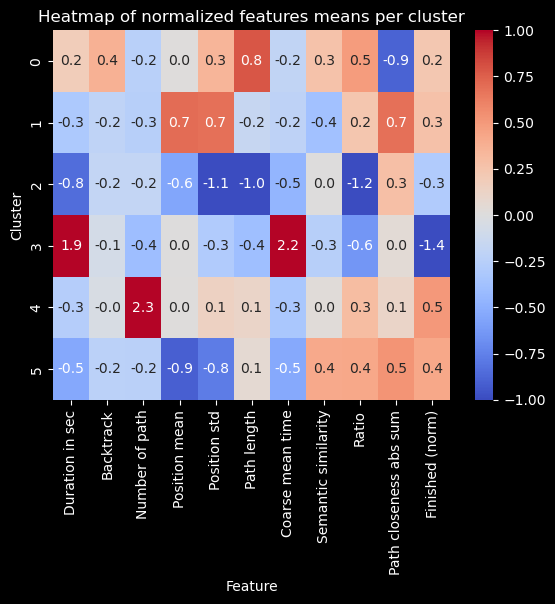 Heatmap of normalized features means per cluster
0 0.2 0.4 -0.2 0.0 0.3 0.8 -0.2 0.3 0.5 -0.9 0.2
1 -0.3 -0.2 -0.3 0.7 0.7 -0.2 -0.2 -0.4 0.2 0.7 0.3
2 -0.8 -0.2 -0.2 -0.6 -1.1 -1.0 -0.5 0.0 -1.2 0.3 -0.3
3 1.9 -0.1 -0.4 0.0 -0.3 -0.4 2.2 -0.3 -0.6 0.0 -1.4
4 -0.3 -0.0 2.3 0.0 0.1 0.1 -0.3 0.0 0.3 0.1 0.5
5 -0.5 -0.2 -0.2 -0.9 -0.8 0.1 -0.5 0.4 0.4 0.5 0.4
Cluster
Duration in sec
Backtrack
Number of path
Position mean
Position std
Path length
Coarse mean time
Semantic similarity
Ratio
Path closeness abs sum
Finished (norm)
Feature
1.00
0.75
0.50
0.25
0.00
−0.25
−0.50
−0.75
−1.00